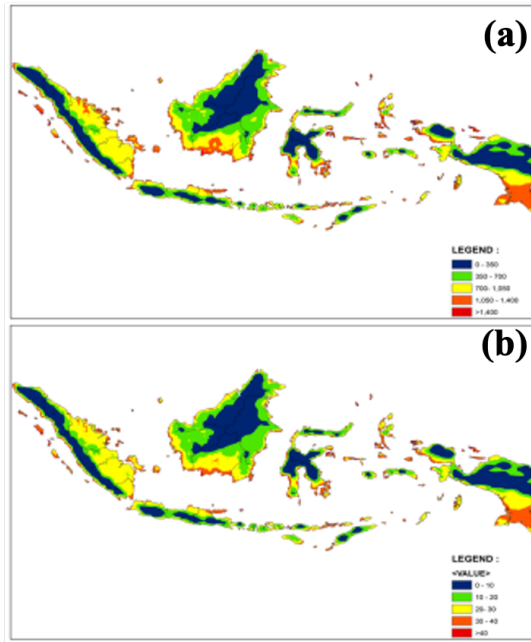 (a)
LEGEND :
0 - 350
350 - 700
700 - 1,050
1,050 - 1,400
>1,400
(b)
LEGEND :
<VALUE>
0 - 10
10 - 20
20 - 30
30 - 40
>40